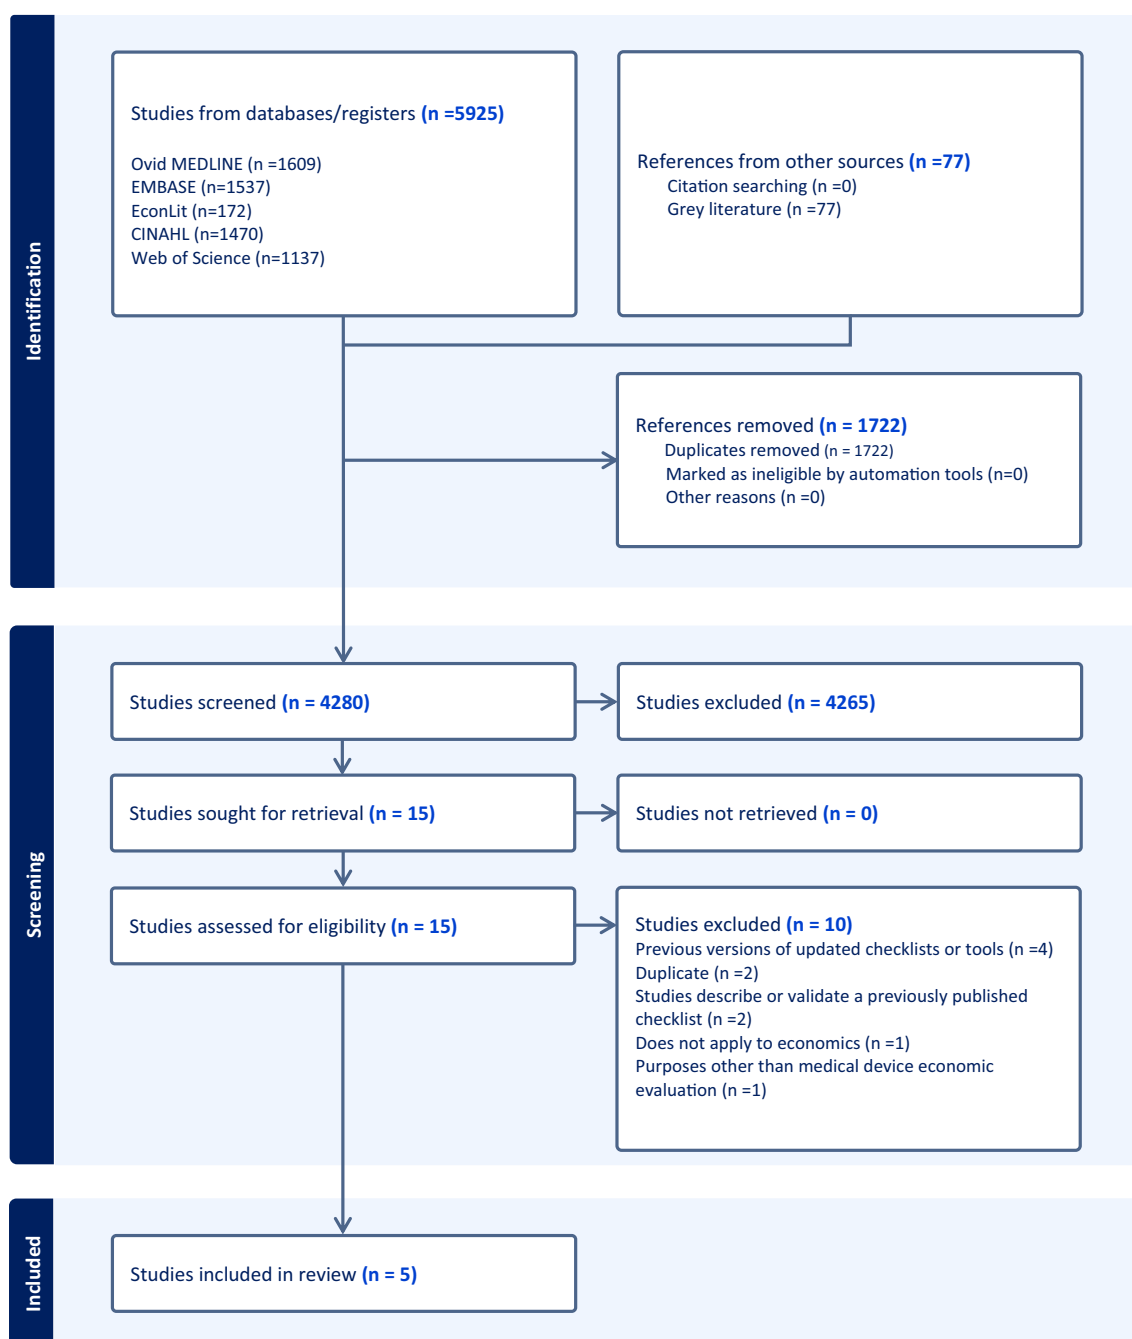 Identification
Studies from databases/registers (n =5925)
Ovid MEDLINE (n =1609)
EMBASE (n=1537)
EconLit (n=172)
CINAHL (n=1470)
Web of Science (n=1137)
References from other sources (n =77)
Citation searching (n =0)
Grey literature (n =77)
References removed (n = 1722)
Duplicates removed (n = 1722)
Marked as ineligible by automation tools (n=0)
Other reasons (n =0)
Screening
Studies screened (n = 4280)
Studies excluded (n = 4265)
Studies sought for retrieval (n = 15)
Studies not retrieved (n = 0)
Studies assessed for eligibility (n = 15)
Studies excluded (n = 10)
Previous versions of updated checklists or tools (n =4)
Duplicate (n =2)
Studies describe or validate a previously published
checklist (n =2)
Does not apply to economics (n =1)
Purposes other than medical device economic
evaluation (n =1)
Included
Studies included in review (n = 5)